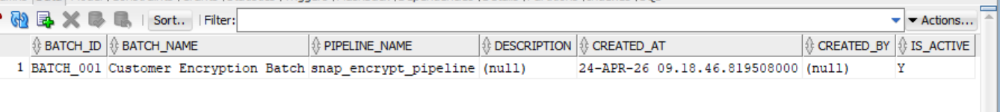 Sort.. Filter: Actions...
BATCH_ID BATCH_NAME PIPELINE_NAME DESCRIPTION CREATED_AT CREATED_BY IS_ACTIVE
1 BATCH_001 Customer Encryption Batch snap_encrypt_pipeline (null) 24-APR-26 09.18.46.819508000 (null) Y